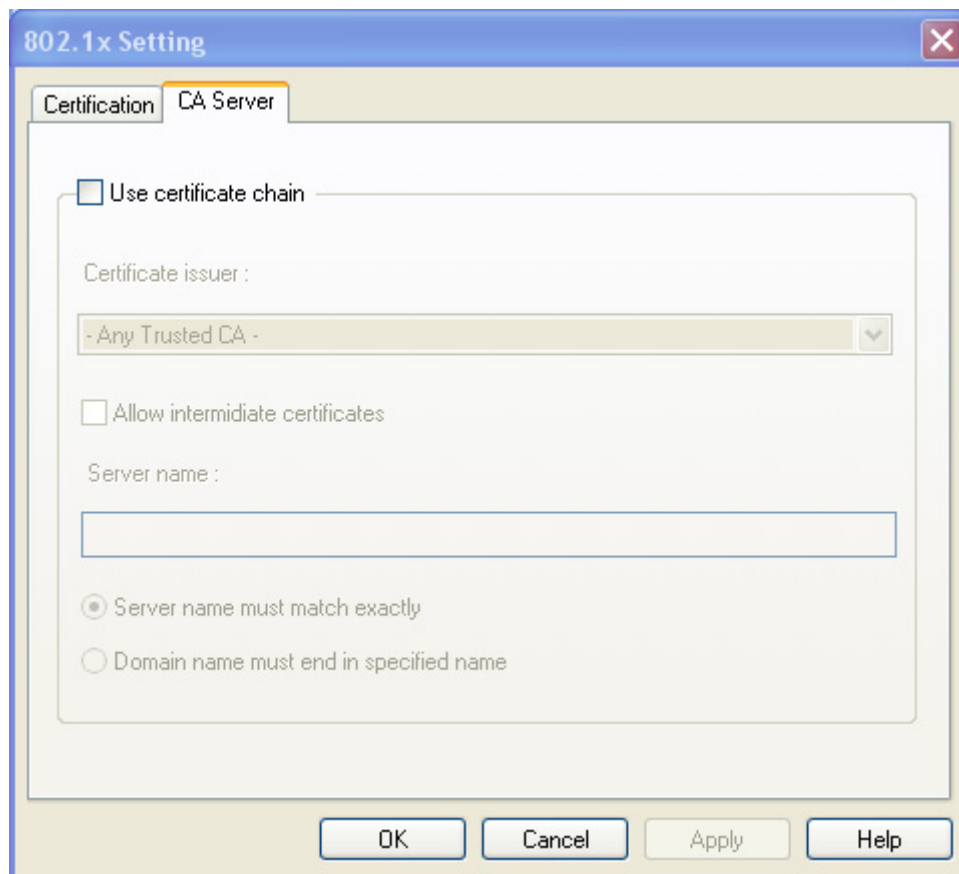 802.1x Setting
Certification
CA Server
Use certificate chain
Certificate issuer :
- Any Trusted CA -
Allow intermidiate certificates
Server name :
Server name must match exactly
Domain name must end in specified name
OK
Cancel
Apply
Help